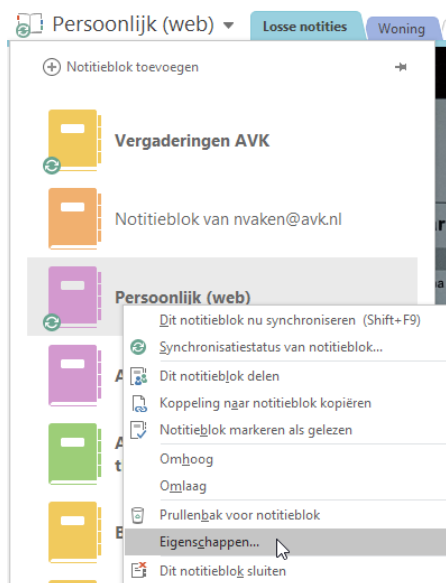 Persoonlijk (web)
Losse notities
Woning
Notitieblok toevoegen
Vergaderingen AVK
Notitieblok van nvaken@avk.nl
Persoonlijk (web)
Dit notitieblok nu synchroniseren (Shift+F9)
Synchronisatiestatus van notitieblok...
Dit notitieblok delen
Koppeling naar notitieblok kopiëren
Notitieblok markeren als gelezen
Omhoog
Omlaag
Prullenbak voor notitieblok
Eigenschappen...
Dit notitieblok sluiten